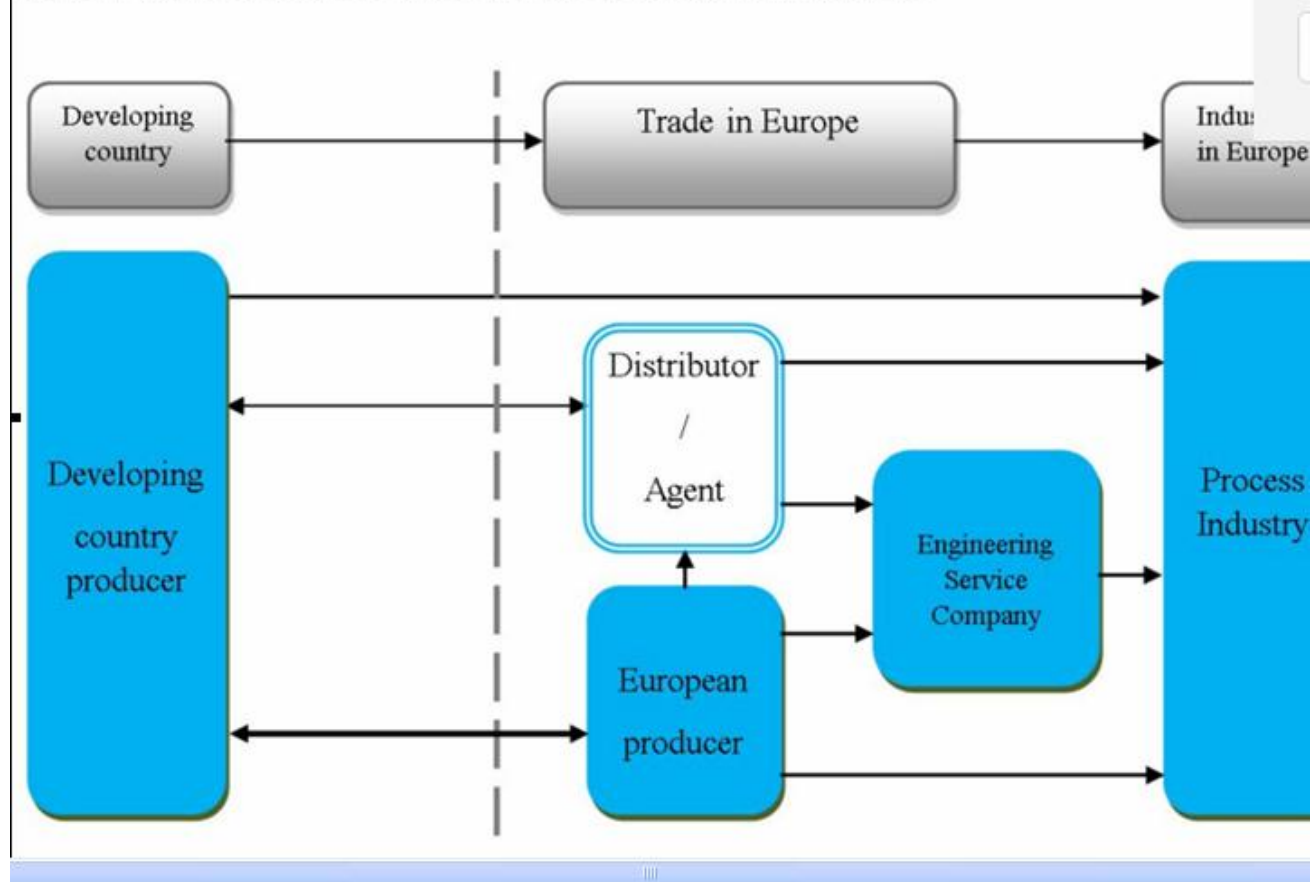 Developing
country
Trade in Europe
in Europe
Developing
country
producer
Distributor
/
Agent
Engineering
Service
Company
European
producer
Process
Industry